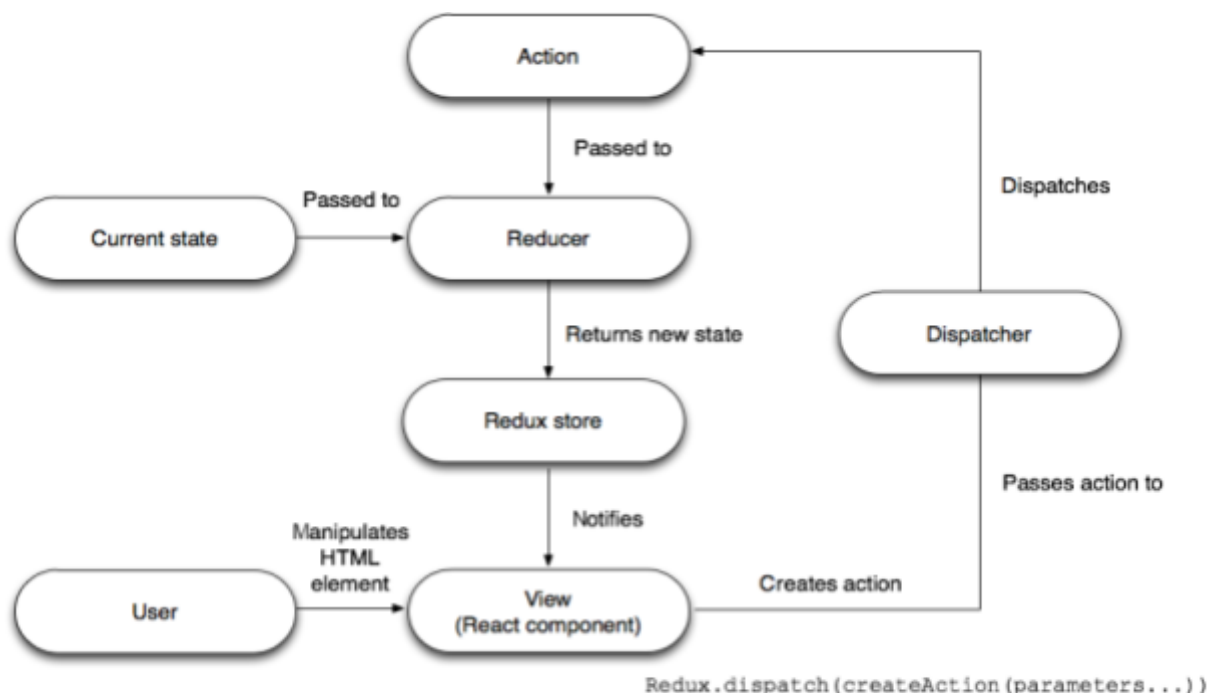 Action
Passed to
Dispatches
Passed to
Current state
Reducer
Returns new state
Dispatcher
Redux store
Passes action to
Notifies
Manipulates
HTML
element
Creates action
User
View
(React component)
Redux.dispatch(createAction(parameters...))